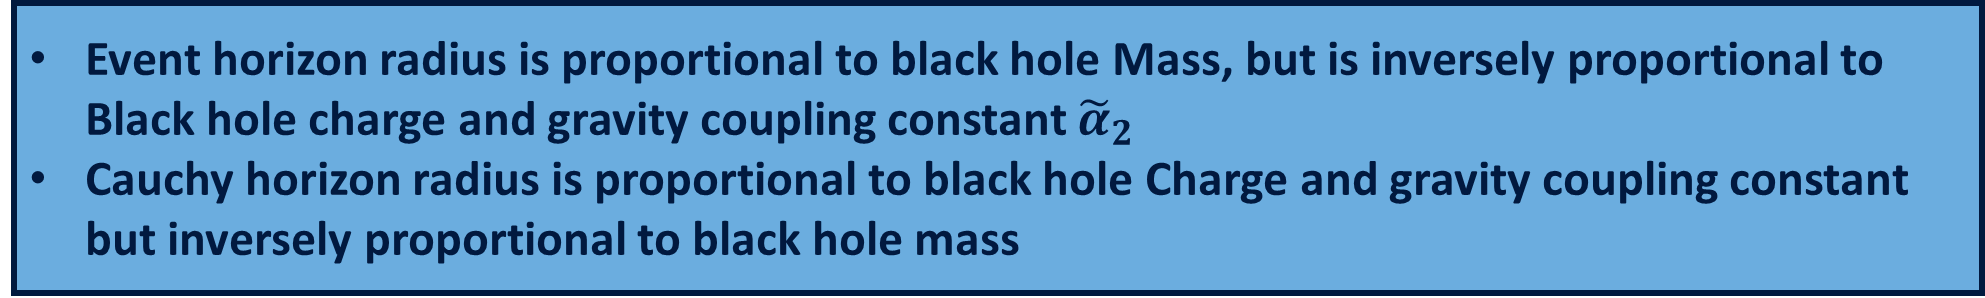 • Event horizon radius is proportional to black hole Mass, but is inversely proportional to
Black hole charge and gravity coupling constant α̃₂
• Cauchy horizon radius is proportional to black hole Charge and gravity coupling constant
but inversely proportional to black hole mass